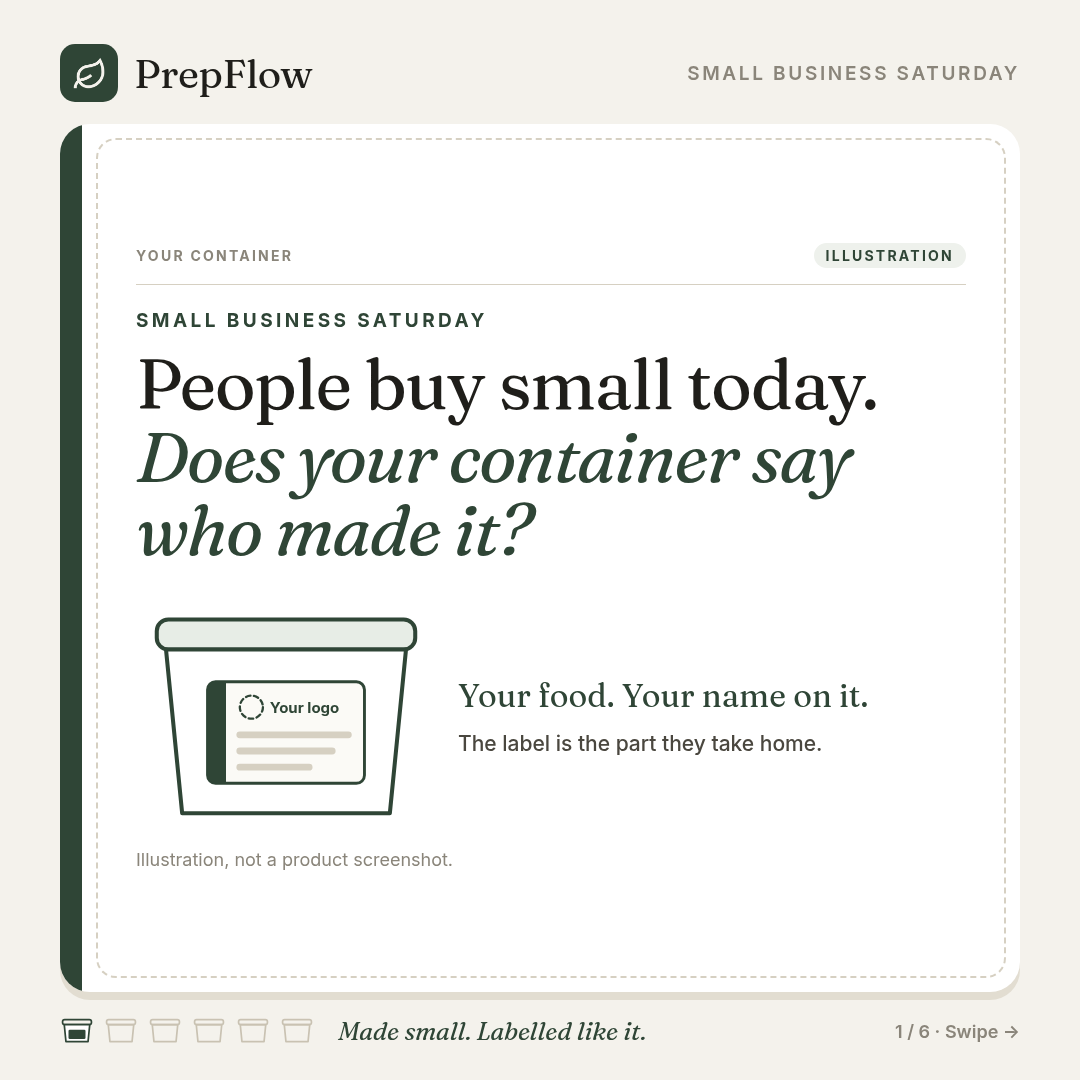 PrepFlow
SMALL BUSINESS SATURDAY
YOUR CONTAINER
ILLUSTRATION
SMALL BUSINESS SATURDAY
People buy small today.
Does your container say
who made it?
Your logo
Your food. Your name on it.
The label is the part they take home.
Illustration, not a product screenshot.
Made small. Labelled like it.
1 / 6 · Swipe →